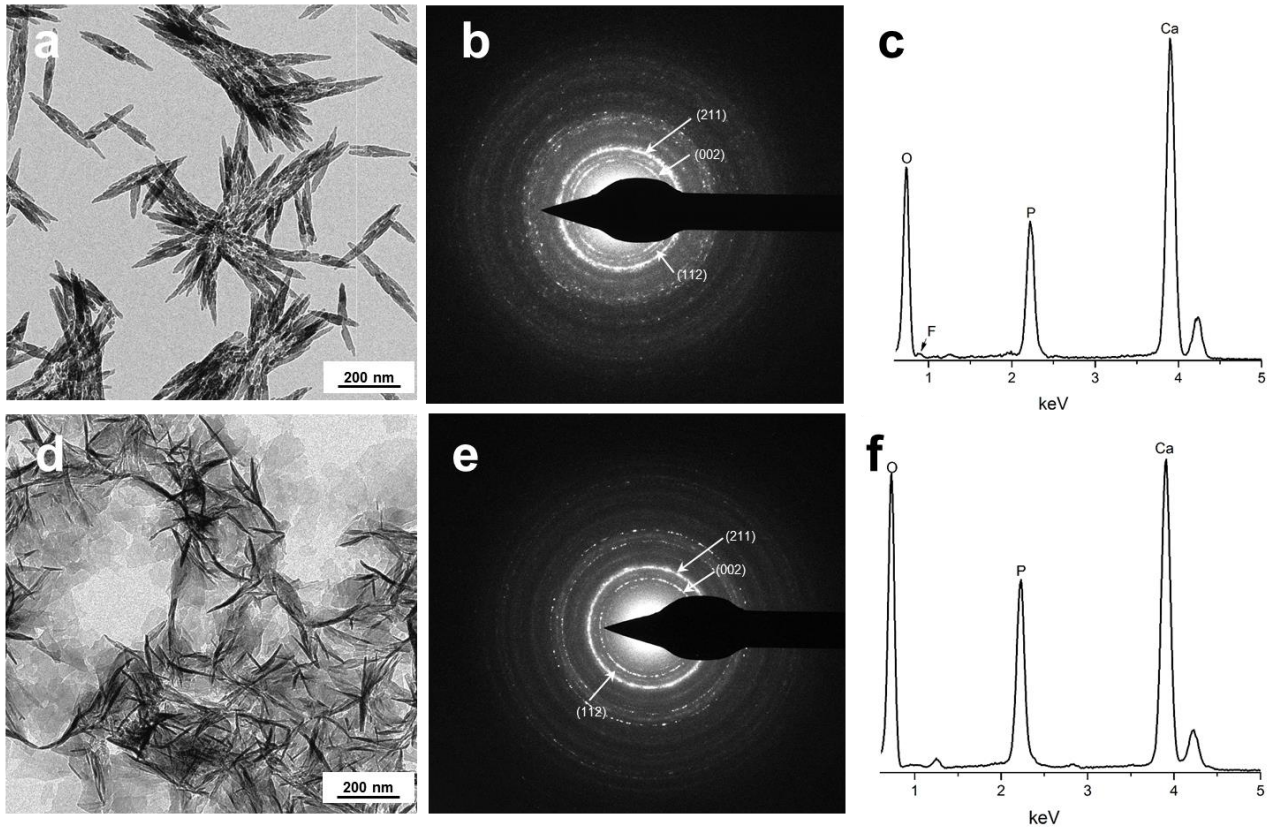 a
200 nm
b
(211)
(002)
(112)
c
Ca
O
P
F
1 2 3 4 5
keV
d
200 nm
e
(211)
(002)
(112)
f
Ca
O
P
1 2 3 4 5
keV